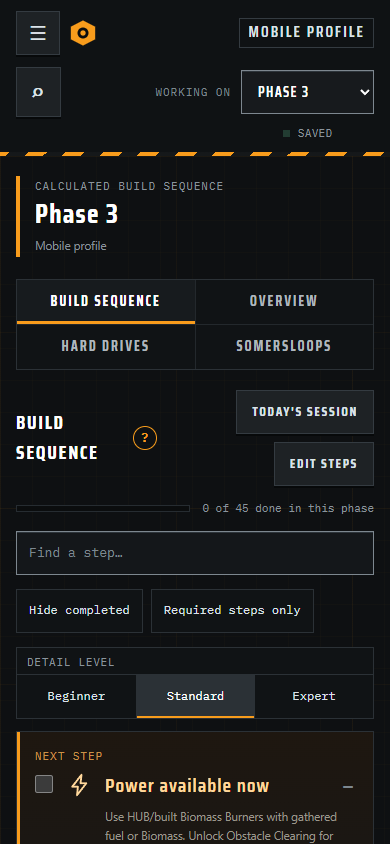 MOBILE PROFILE
WORKING ON
PHASE 3
SAVED
CALCULATED BUILD SEQUENCE
Phase 3
Mobile profile
BUILD SEQUENCE
OVERVIEW
HARD DRIVES
SOMERSLOOPS
BUILD
SEQUENCE
?
TODAY'S SESSION
EDIT STEPS
0 of 45 done in this phase
Find a step…
Hide completed
Required steps only
DETAIL LEVEL
Beginner
Standard
Expert
NEXT STEP
Power available now
Use HUB/built Biomass Burners with gathered
fuel or Biomass. Unlock Obstacle Clearing for